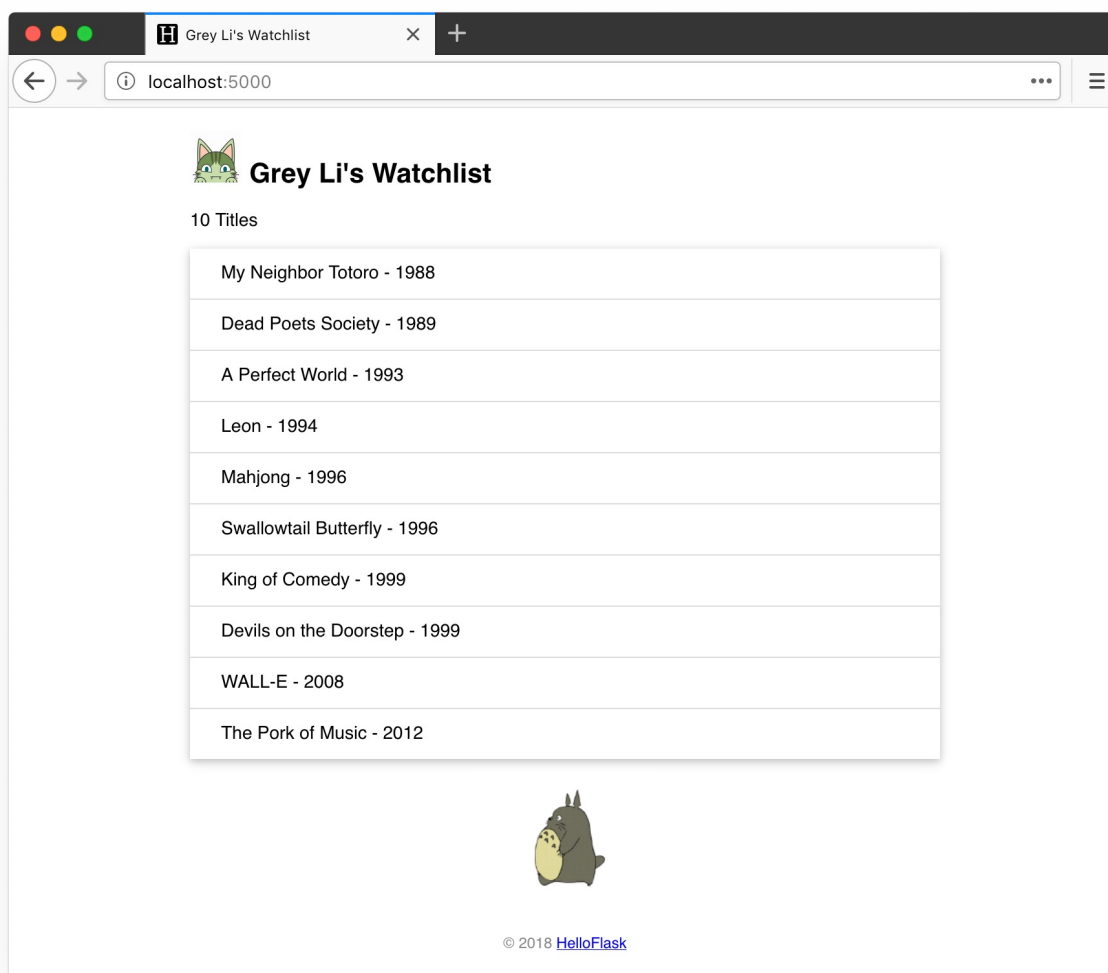 Grey Li's Watchlist
localhost:5000
Grey Li's Watchlist
10 Titles
My Neighbor Totoro - 1988
Dead Poets Society - 1989
A Perfect World - 1993
Leon - 1994
Mahjong - 1996
Swallowtail Butterfly - 1996
King of Comedy - 1999
Devils on the Doorstep - 1999
WALL-E - 2008
The Pork of Music - 2012
© 2018 HelloFlask